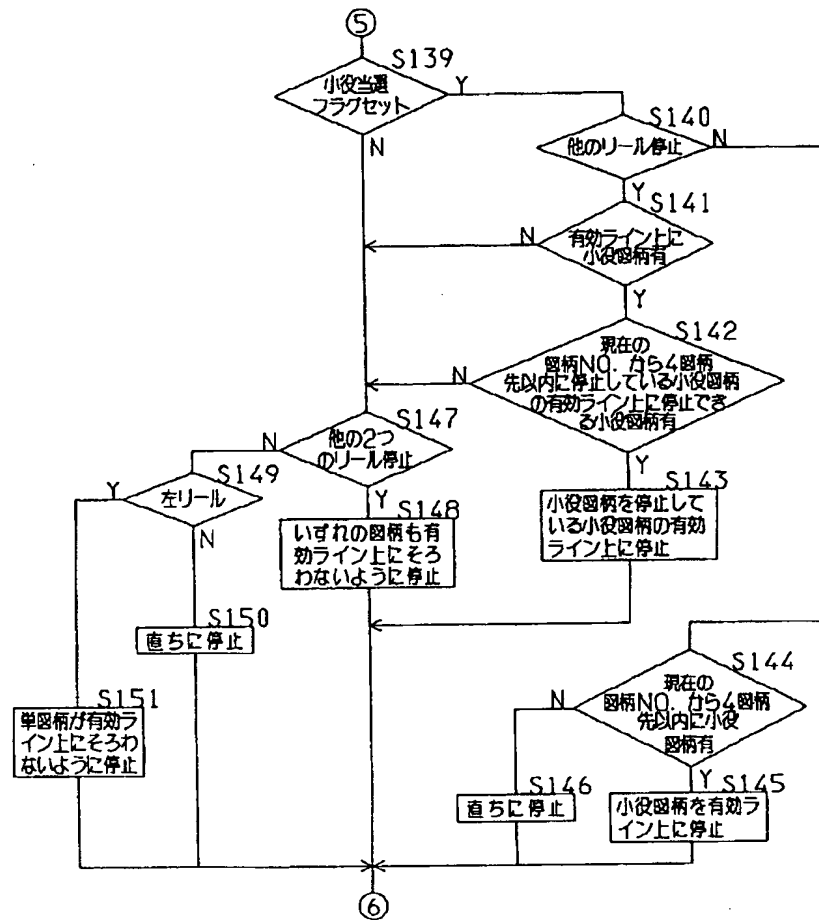 5
S139
小役当選
フラグセット
Y
N
S140
他のリール停止
N
Y
S141
有効ライン上に
小役図柄有
N
Y
S142
現在の
図柄NO.から4図柄
先以内に停止している小役図柄
の有効ライン上に停止でき
る小役図柄有
N
Y
S143
小役図柄を停止して
いる小役図柄の有効
ライン上に停止
S147
他の2つ
のリール停止
N
Y
S148
いずれの図柄も有
効ライン上にそろ
わないように停止
S149
左リール
Y
N
S150
直ちに停止
S151
単図柄が有効ラ
イン上にそろわ
ないように停止
S144
現在の
図柄NO.から4図柄
先以内に小役
図柄有
N
Y
S145
小役図柄を有効ラ
イン上に停止
S146
直ちに停止
6